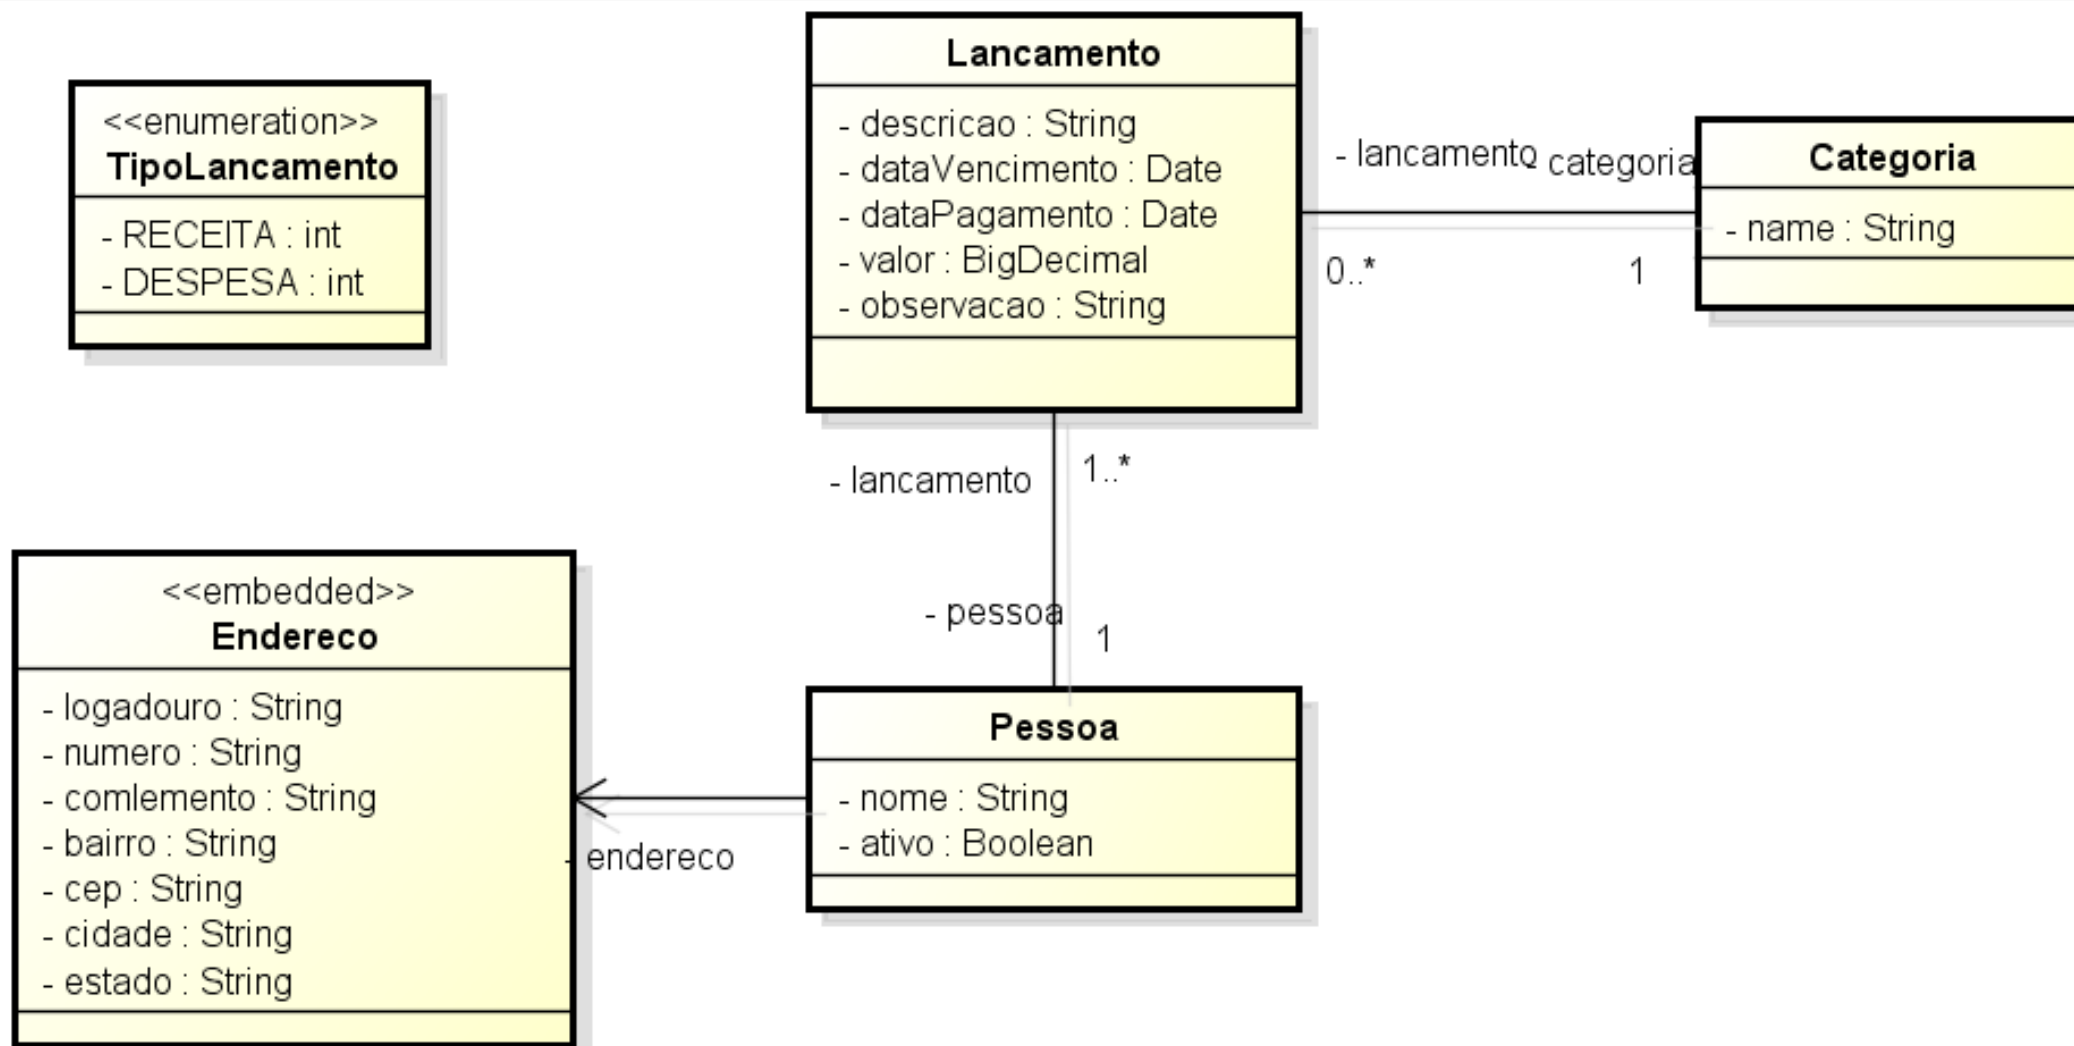 <<enumeration>>
TipoLancamento
- RECEITA : int
- DESPESA : int
Lancamento
- descricao : String
- dataVencimento : Date
- dataPagamento : Date
- valor : BigDecimal
- observacao : String
- lancamento
- categoria
0..*
1
Categoria
- name : String
- lancamento
1..*
- pessoa
1
<<embedded>>
Endereco
- logadouro : String
- numero : String
- comlemento : String
- bairro : String
- cep : String
- cidade : String
- estado : String
- endereco
Pessoa
- nome : String
- ativo : Boolean